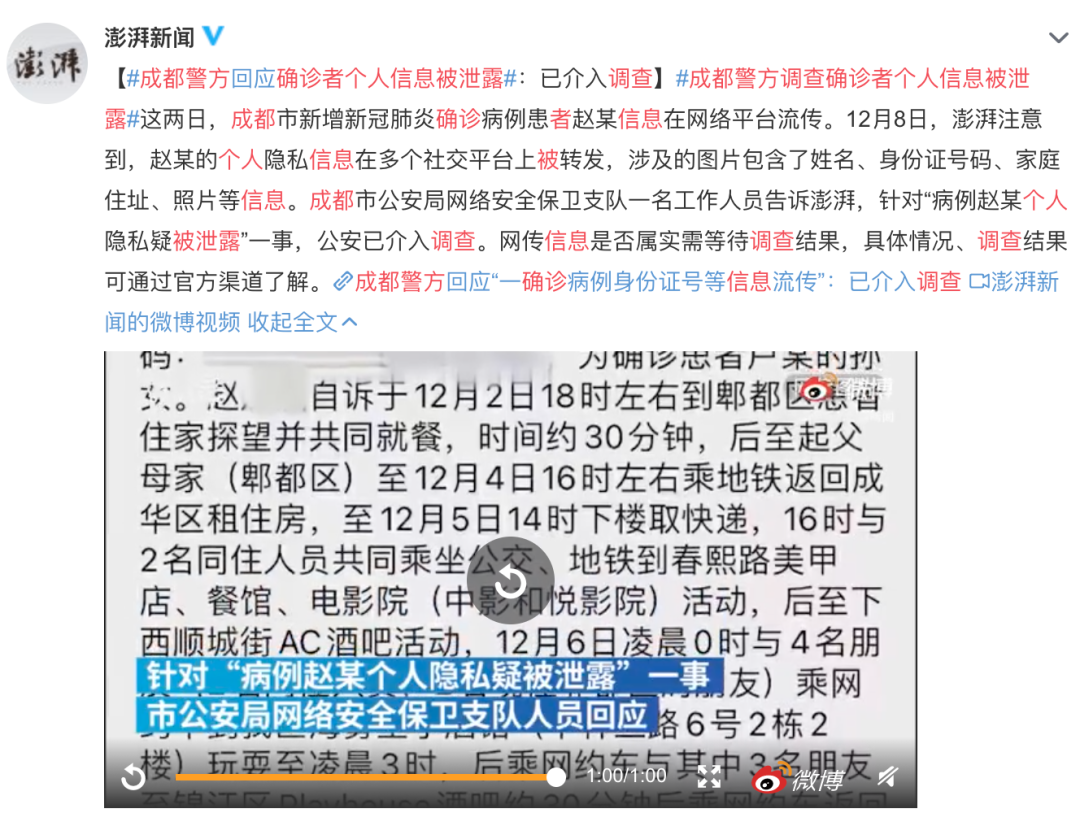 澎湃
澎湃新闻
【#成都警方回应确诊者个人信息被泄露#：已介入调查】#成都警方调查确诊者个人信息被泄
露#这两日，成都市新增新冠肺炎确诊病例患者赵某信息在网络平台流传。12月8日，澎湃注意
到，赵某的个人隐私信息在多个社交平台上被转发，涉及的图片包含了姓名、身份证号码、家庭
住址、照片等信息。成都市公安局网络安全保卫支队一名工作人员告诉澎湃，针对“病例赵某个人
隐私疑被泄露”一事，公安已介入调查。网传信息是否属实需等待调查结果，具体情况、调查结果
可通过官方渠道了解。成都警方回应“一确诊病例身份证号等信息流传”：已介入调查 澎湃新
闻的微博视频 收起全文
码： 为确诊患者卢某的孙
女。赵 自诉于12月2日18时左右到郫都区患者
住家探望并共同就餐，时间约30分钟，后至起父
母家（郫都区）至12月4日16时左右乘地铁返回成
华区租住房，至12月5日14时下楼取快递，16时与
2名同住人员共同乘坐公交、地铁到春熙路美甲
店、餐馆、电影院（中影和悦影院）活动，后至下
西顺城街AC酒吧活动，12月6日凌晨0时与4名朋
友）乘网
针对“病例赵某个人隐私疑被泄露”一事
市公安局网络安全保卫支队人员回应
路6号2栋2
楼）玩耍至凌晨3时，后乘网约车与其中3名朋友
1:00/1:00
微博